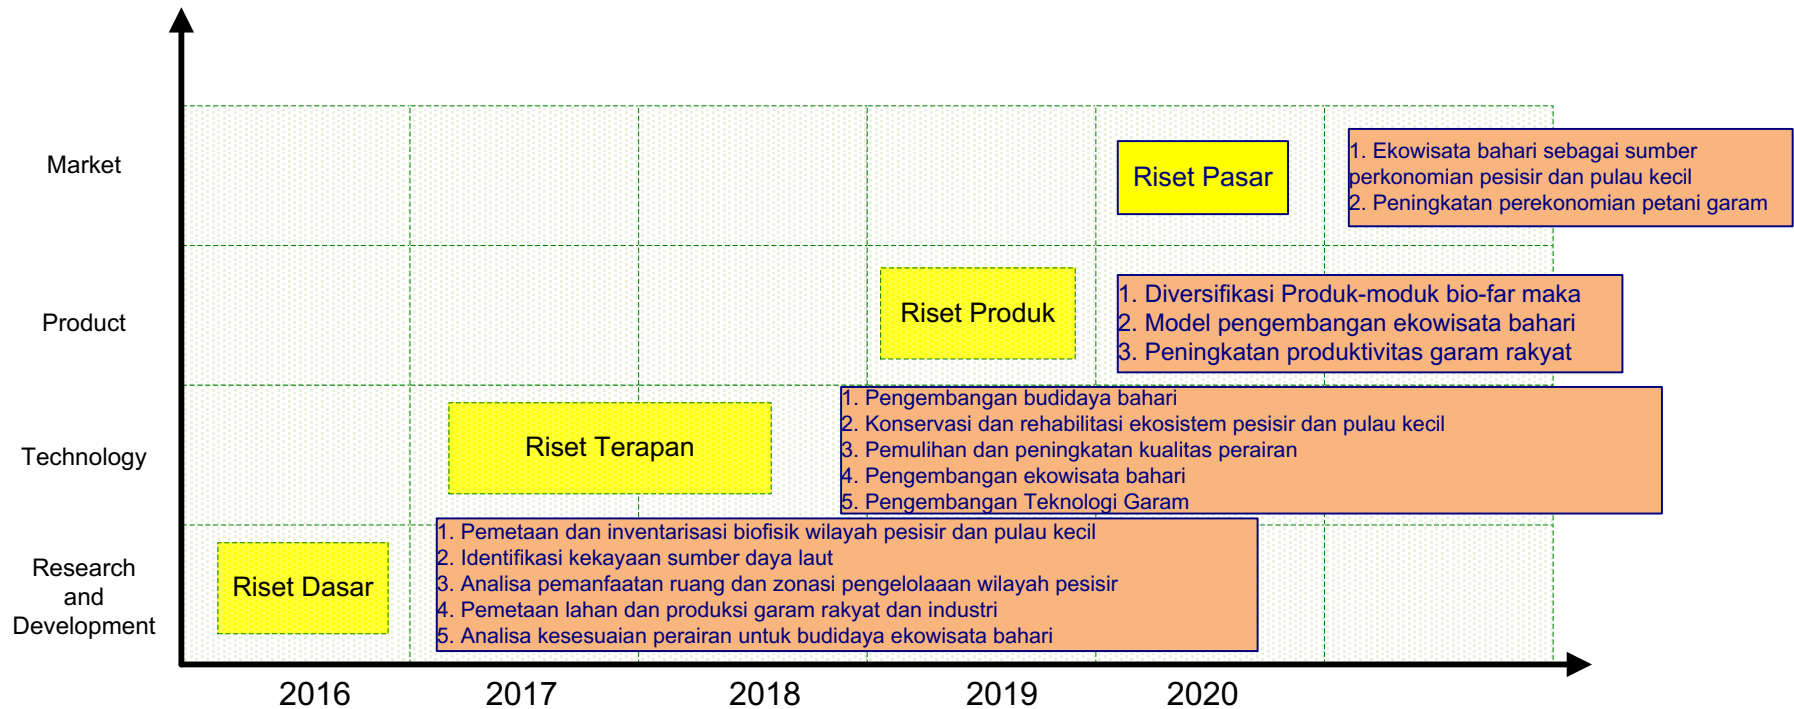 Market
Riset Pasar
1. Ekowisata bahari sebagai sumber
perkonomian pesisir dan pulau kecil
2. Peningkatan perekonomian petani garam
Product
Riset Produk
1. Diversifikasi Produk-moduk bio-far maka
2. Model pengembangan ekowisata bahari
3. Peningkatan produktivitas garam rakyat
Technology
Riset Terapan
1. Pengembangan budidaya bahari
2. Konservasi dan rehabilitasi ekosistem pesisir dan pulau kecil
3. Pemulihan dan peningkatan kualitas perairan
4. Pengembangan ekowisata bahari
5. Pengembangan Teknologi Garam
Research
and
Development
Riset Dasar
1. Pemetaan dan inventarisasi biofisik wilayah pesisir dan pulau kecil
2. Identifikasi kekayaan sumber daya laut
3. Analisa pemanfaatan ruang dan zonasi pengelolaaan wilayah pesisir
4. Pemetaan lahan dan produksi garam rakyat dan industri
5. Analisa kesesuaian perairan untuk budidaya ekowisata bahari
2016 2017 2018 2019 2020